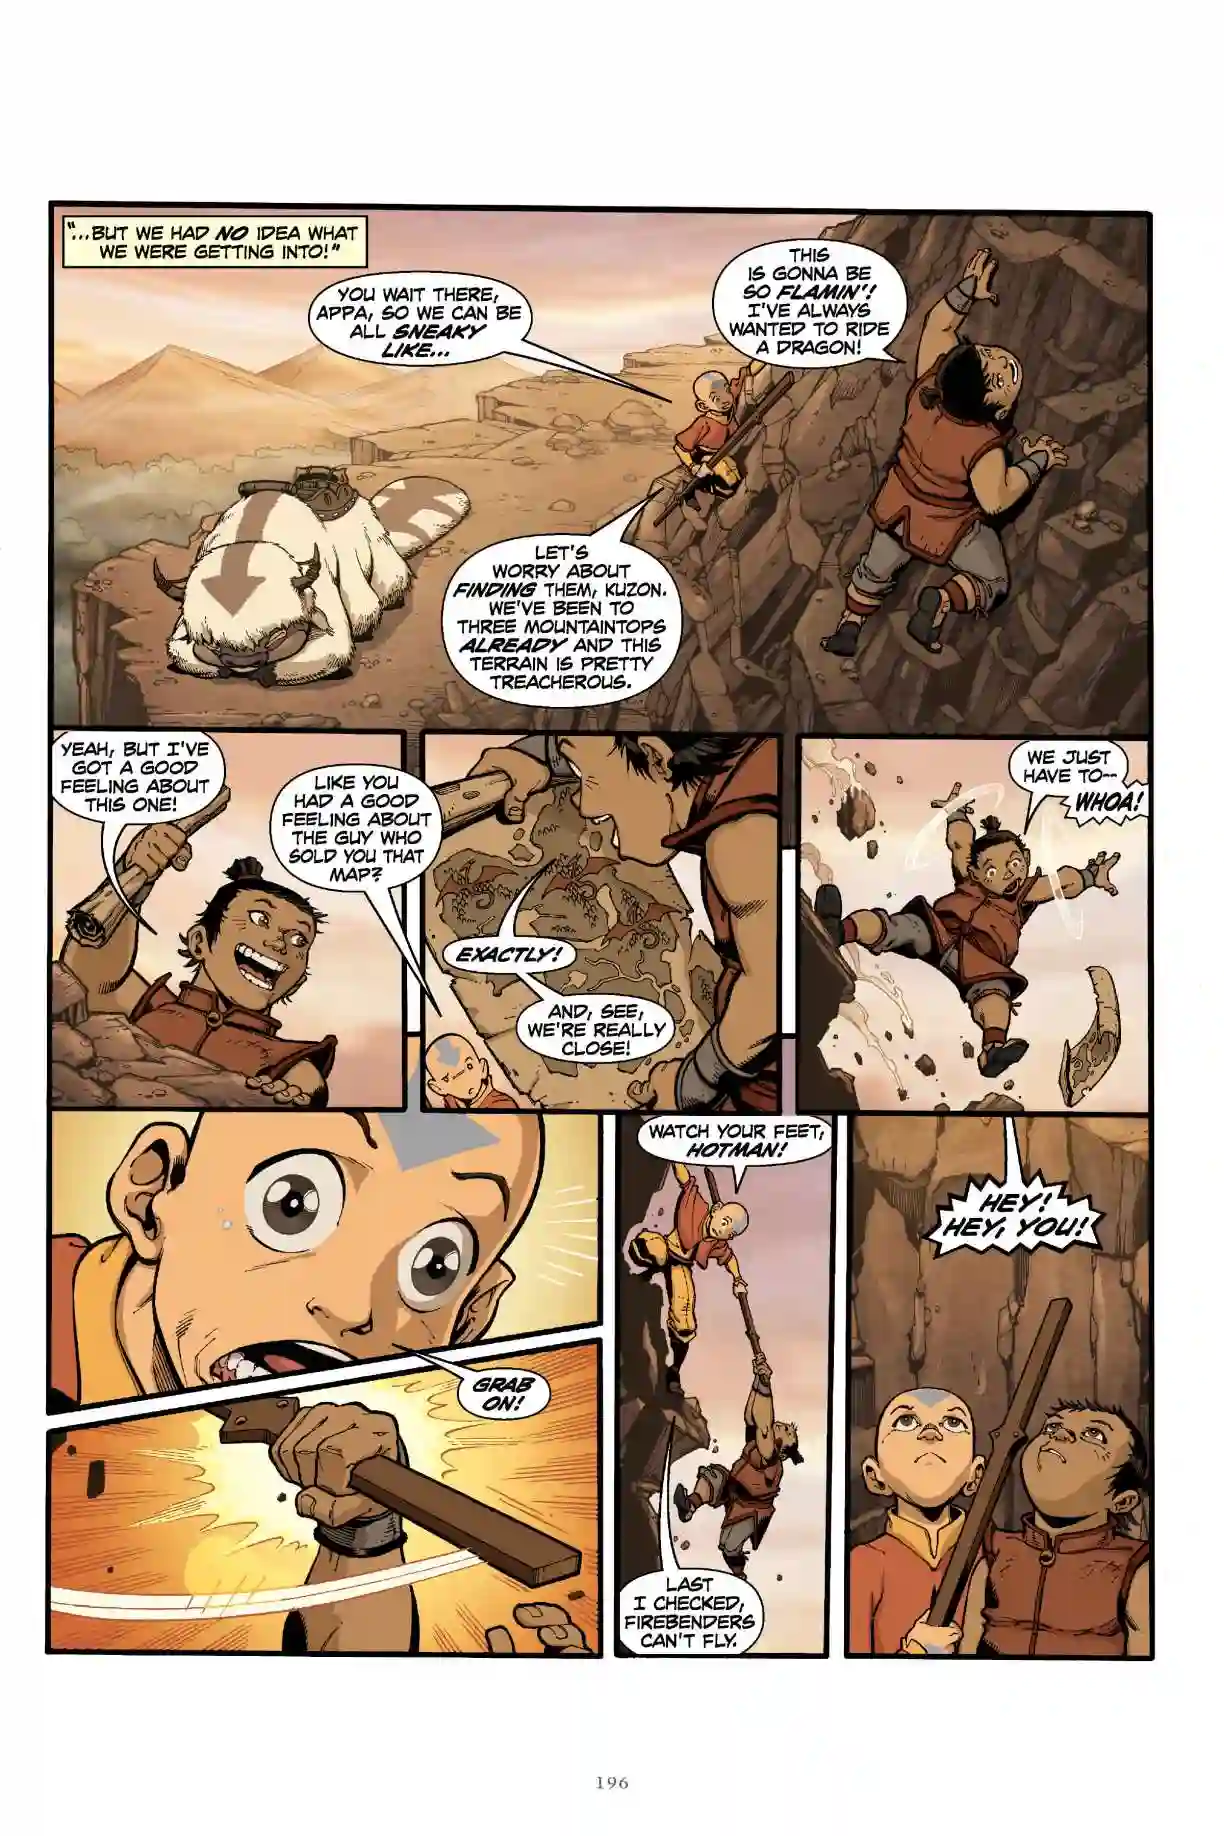 "...BUT WE HAD NO IDEA WHAT
WE WERE GETTING INTO!"
YOU WAIT THERE,
APPA, SO WE CAN BE
ALL SNEAKY
LIKE...
THIS
IS GONNA BE
SO FLAMIN'!
I'VE ALWAYS
WANTED TO RIDE
A DRAGON!
LET'S
WORRY ABOUT
FINDING THEM, KUZON.
WE'VE BEEN TO
THREE MOUNTAINTOPS
ALREADY AND THIS
TERRAIN IS PRETTY
TREACHEROUS.
YEAH, BUT I'VE
GOT A GOOD
FEELING ABOUT
THIS ONE!
LIKE YOU
HAD A GOOD
FEELING ABOUT
THE GUY WHO
SOLD YOU THAT
MAP?
EXACTLY!
AND, SEE,
WE'RE REALLY
CLOSE!
WE JUST
HAVE TO--
WHOA!
GRAB
ON!
WATCH YOUR FEET,
HOTMAN!
LAST
I CHECKED,
FIREBENDERS
CAN'T FLY.
HEY!
HEY, YOU!
196